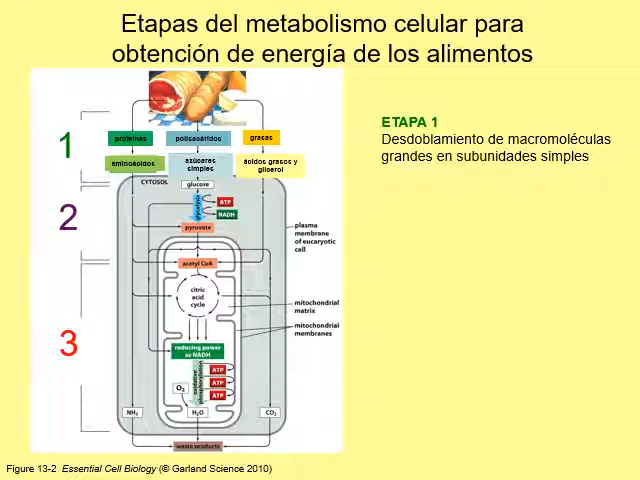 Etapas del metabolismo celular para
obtención de energía de los alimentos
1
proteínas
polisacáridos
grasas
aminoácidos
azúcares
simples
ácidos grasos y
glicerol
ETAPA 1
Desdoblamiento de macromoléculas
grandes en subunidades simples
2
CYTOSOL
glucose
glycolysis
ATP
NADH
pyruvate
plasma
membrane
of eucaryotic
cell
3
acetyl CoA
citric
acid
cycle
mitochondrial
matrix
mitochondrial
membranes
reducing power
as NADH
oxidative
phosphorylation
ATP
ATP
ATP
O₂
NH₃
H₂O
CO₂
waste products
Figure 13-2 Essential Cell Biology (© Garland Science 2010)